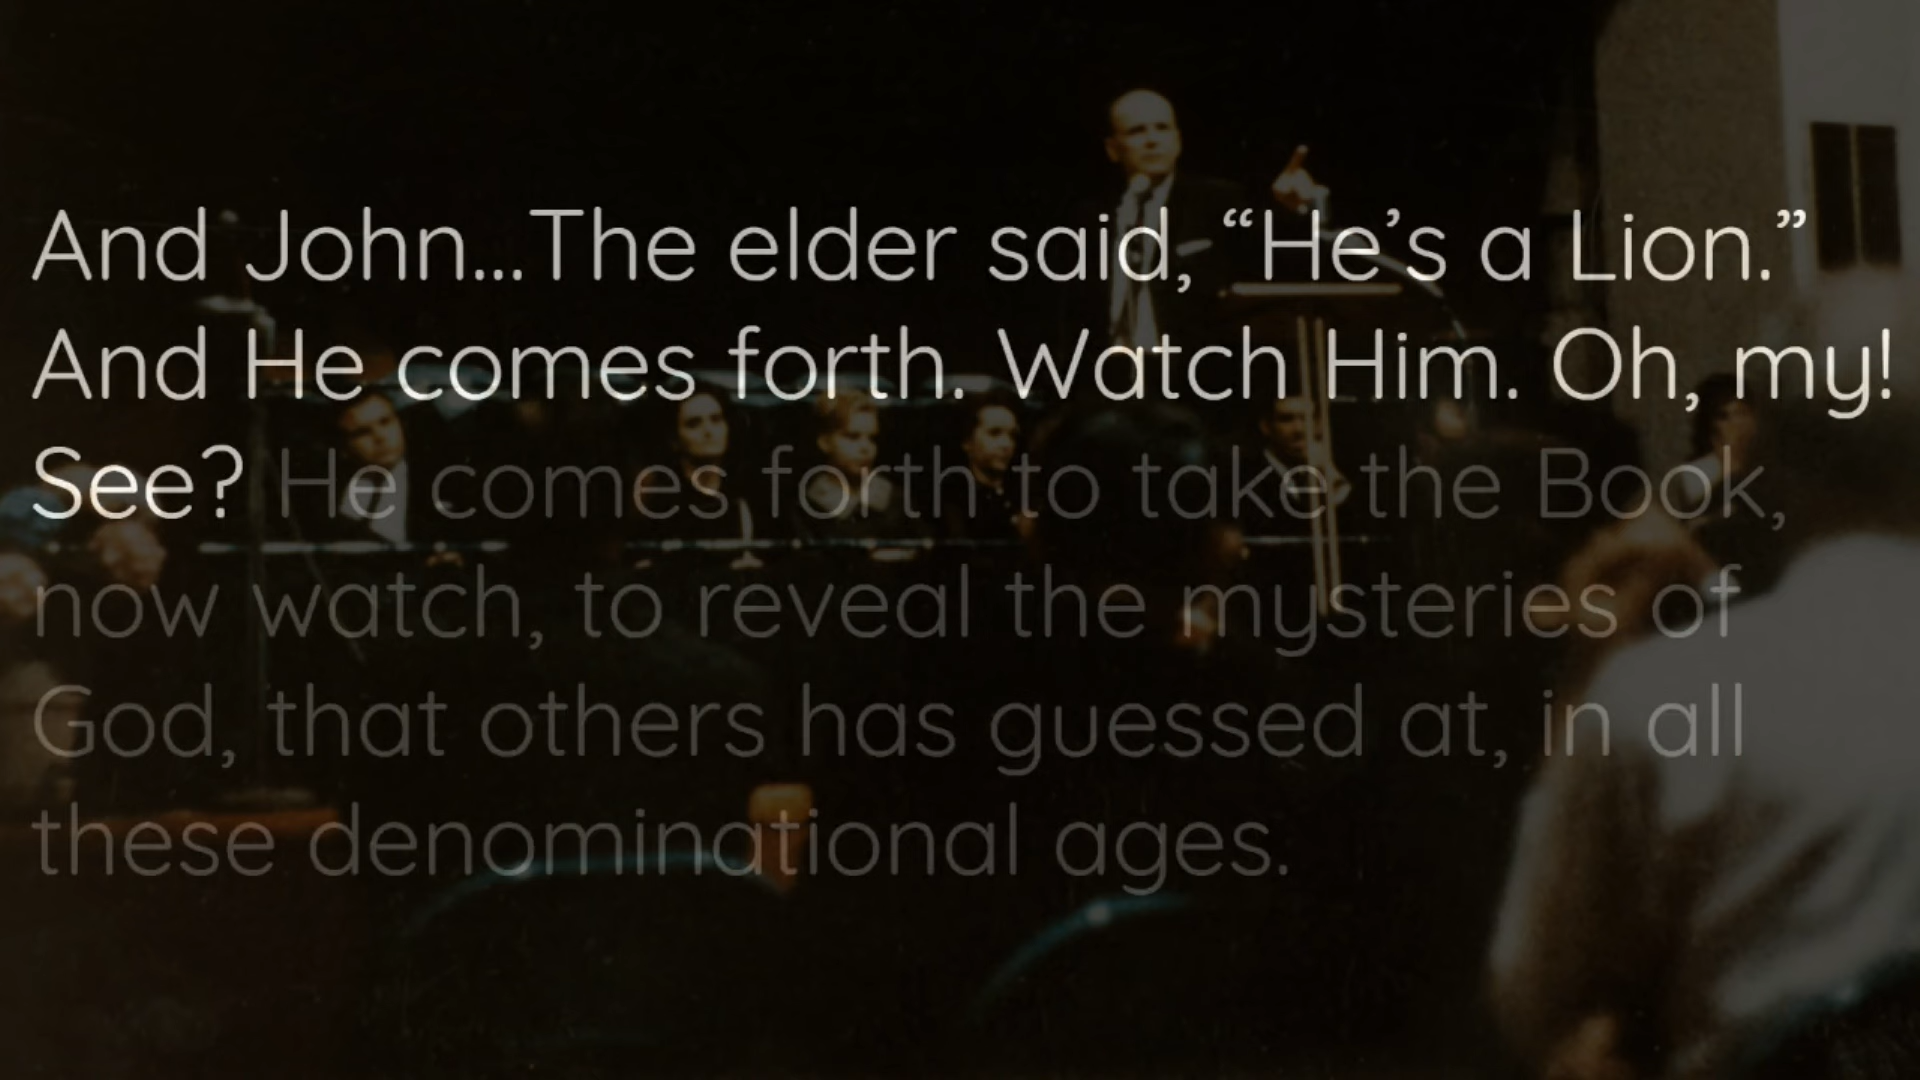 And John...The elder said, “He’s a Lion.”
And He comes forth. Watch Him. Oh, my!
See? He comes forth to take the Book,
now watch, to reveal the mysteries of
God, that others has guessed at, in all
these denominational ages.